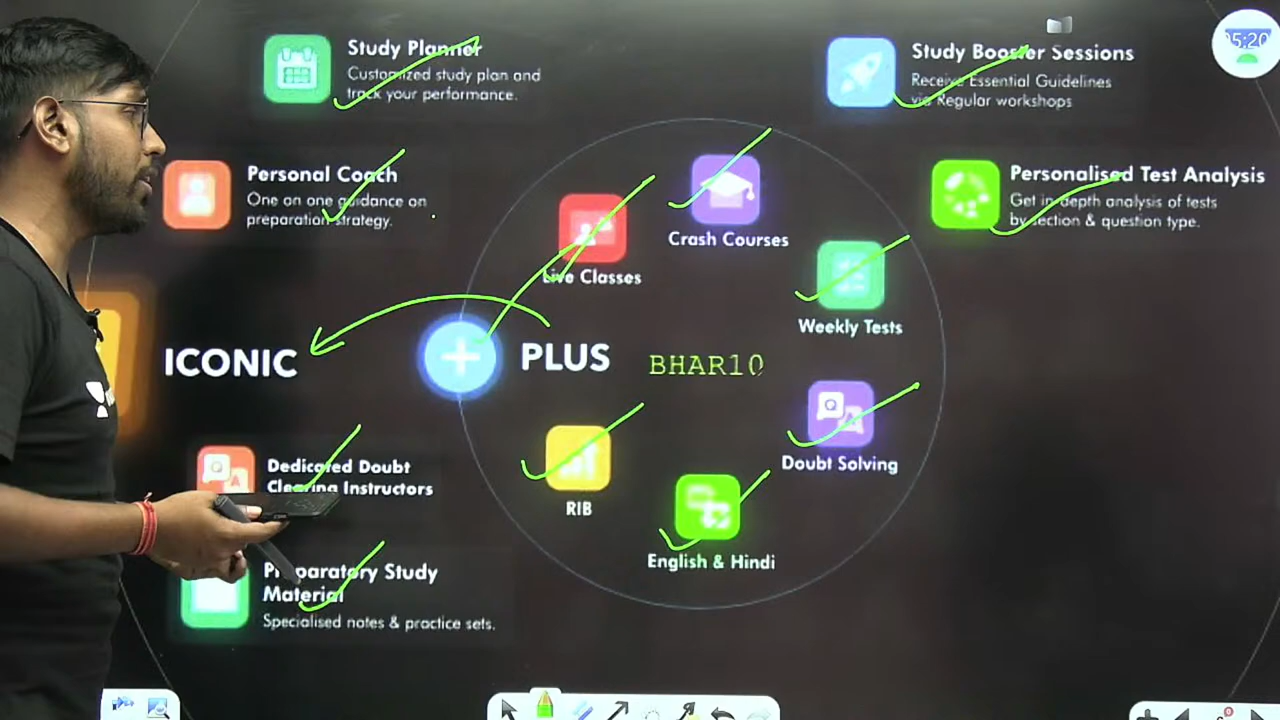 Study Planner
Customized study plan and
track your performance.
Study Booster Sessions
Receive Essential Guidelines
via Regular workshops
05:20
Personal Coach
One on one guidance on
preparation strategy.
Personalised Test Analysis
Get in-depth analysis of tests
by section & question type.
Crash Courses
Live Classes
Weekly Tests
ICONIC
PLUS
BHAR10
Doubt Solving
Q
A
RIB
English & Hindi
Dedicated Doubt
Clearing Instructors
Q
A
Preparatory Study
Material
Specialised notes & practice sets.